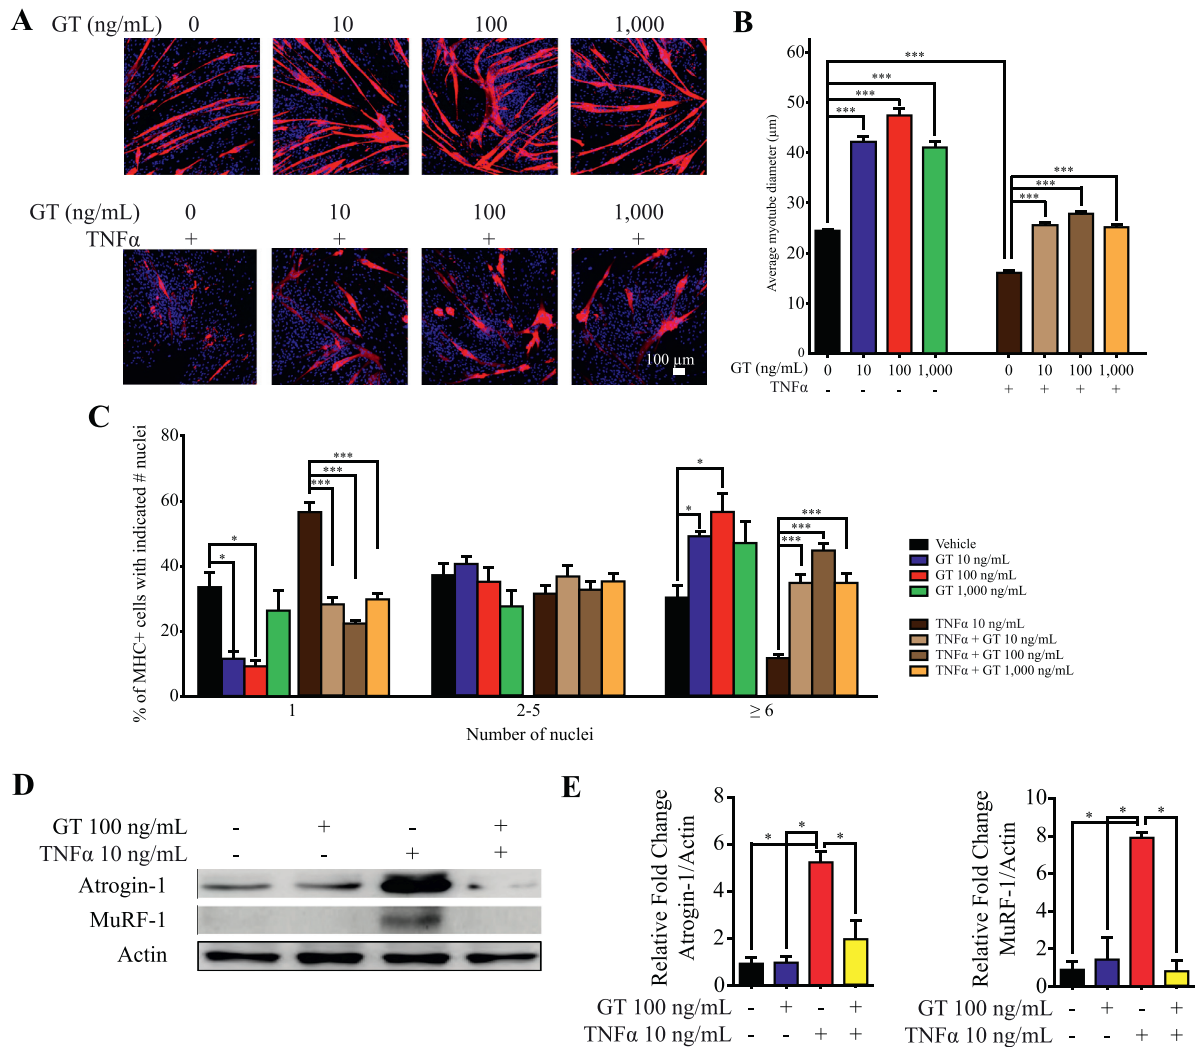 A
GT (ng/mL) 0 10 100 1,000
GT (ng/mL) 0 10 100 1,000
TNFα + + + +
100 µm
B
Average myotube diameter (µm)
60
50
40
30
20
10
0
*** *** *** *** *** *** ***
GT (ng/mL) 0 10 100 1,000 0 10 100 1,000
TNFα - - - - + + + +
C
% of MHC+ cells with indicated # nuclei
80
60
40
20
0
* * *** *** *** * * *** *** ***
1 2-5 ≥ 6
Number of nuclei
Vehicle
GT 10 ng/mL
GT 100 ng/mL
GT 1,000 ng/mL
TNFα 10 ng/mL
TNFα + GT 10 ng/mL
TNFα + GT 100 ng/mL
TNFα + GT 1,000 ng/mL
D
GT 100 ng/mL - + - +
TNFα 10 ng/mL - - + +
Atrogin-1
MuRF-1
Actin
E
Relative Fold Change
Atrogin-1/Actin
8
6
4
2
0
* * *
GT 100 ng/mL - + - +
TNFα 10 ng/mL - - + +
Relative Fold Change
MuRF-1/Actin
10
8
6
4
2
0
* * *
GT 100 ng/mL - + - +
TNFα 10 ng/mL - - + +